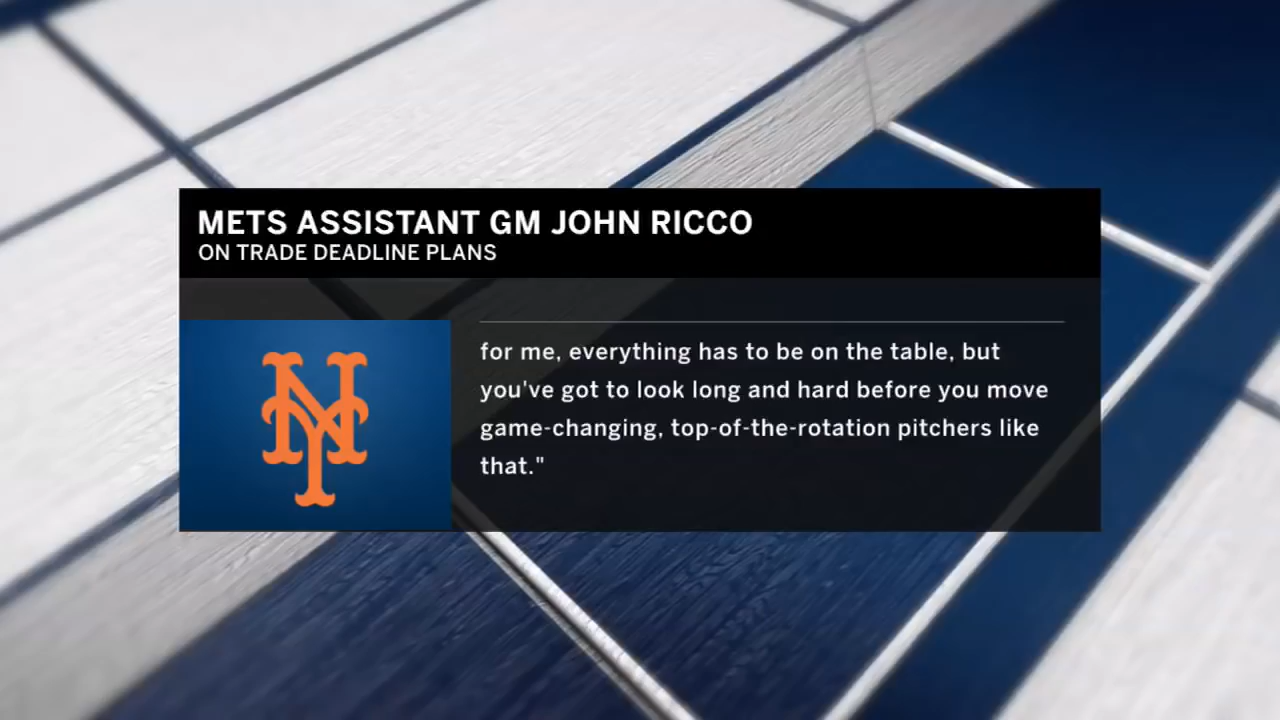 METS ASSISTANT GM JOHN RICCO
ON TRADE DEADLINE PLANS
for me, everything has to be on the table, but
you've got to look long and hard before you move
game-changing, top-of-the-rotation pitchers like
that."
NY